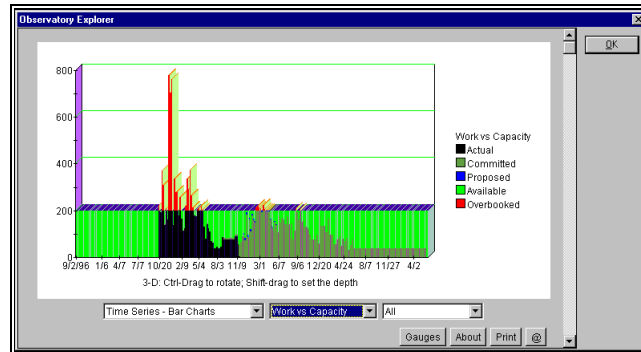 Observatory Explorer
OK
800
600
400
200
0
9/2/96 1/6 4/7 7/7 10/20 2/9 5/4 8/7 11/9 3/1 6/7 9/6 12/20 4/24 8/7 11/27 4/2
Work vs Capacity
Actual
Committed
Proposed
Available
Overbooked
3-D: Ctrl-Drag to rotate; Shift-drag to set the depth
Time Series - Bar Charts
Work vs Capacity
All
Gauges About Print @